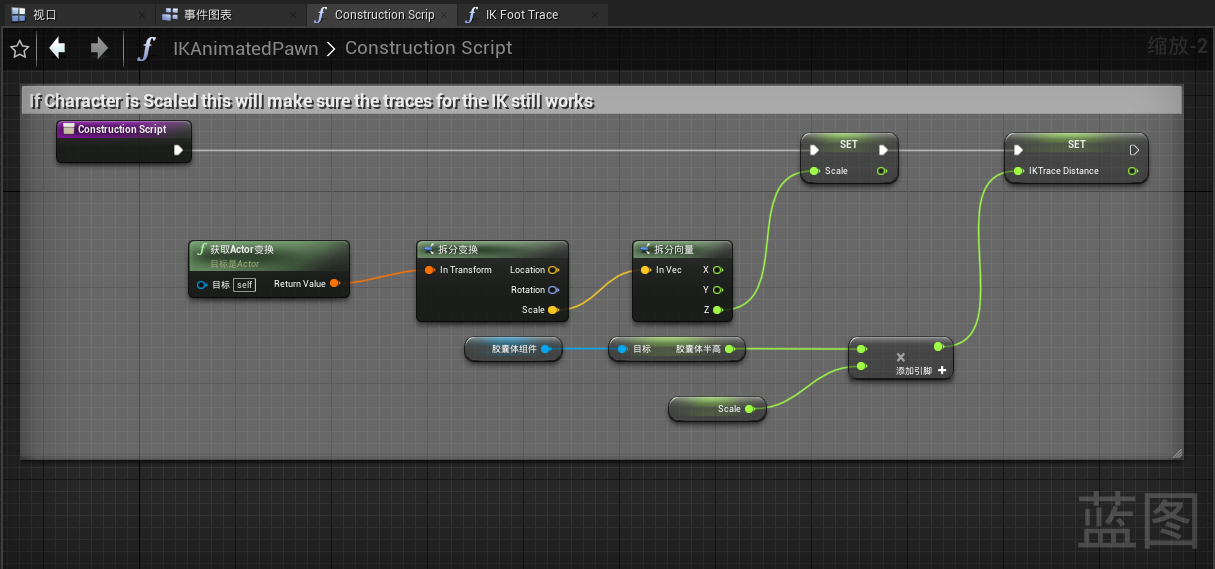 视口
事件图表
Construction Scrip
IK Foot Trace
IKAnimatedPawn > Construction Script
缩放-2
If Character is Scaled this will make sure the traces for the IK still works
Construction Script
SET
Scale
SET
IKTrace Distance
获取Actor变换
目标是Actor
目标 self
Return Value
拆分变换
In Transform
Location
Rotation
Scale
拆分向量
In Vec
X
Y
Z
胶囊体组件
目标
胶囊体半高
添加引脚 +
Scale
蓝图